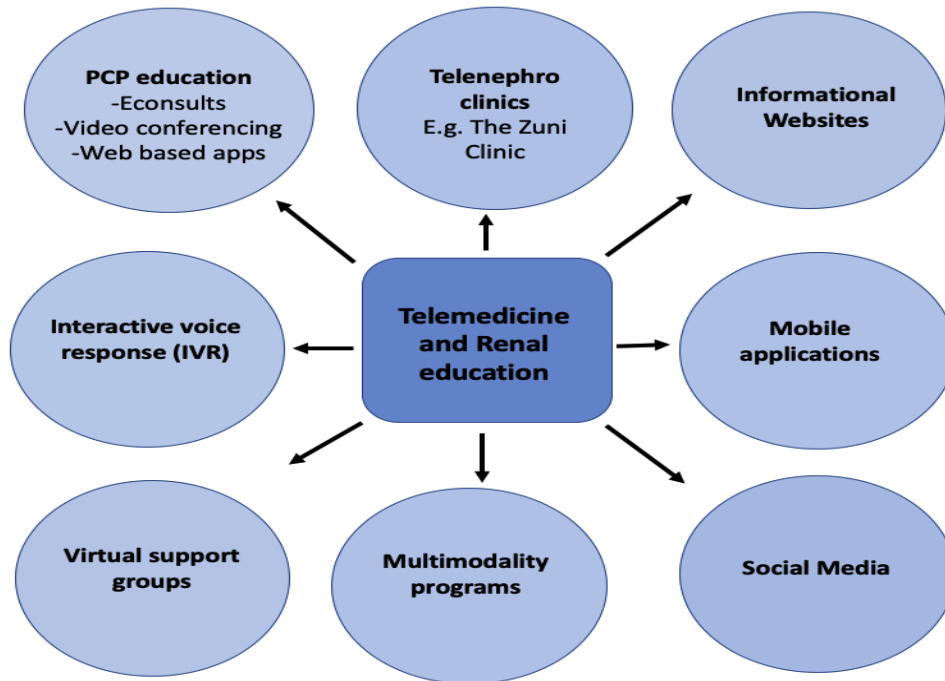 PCP education
-Econsults
-Video conferencing
-Web based apps
Telenephro
clinics
E.g. The Zuni
Clinic
Informational
Websites
Interactive voice
response (IVR)
Telemedicine
and Renal
education
Mobile
applications
Virtual support
groups
Multimodality
programs
Social Media